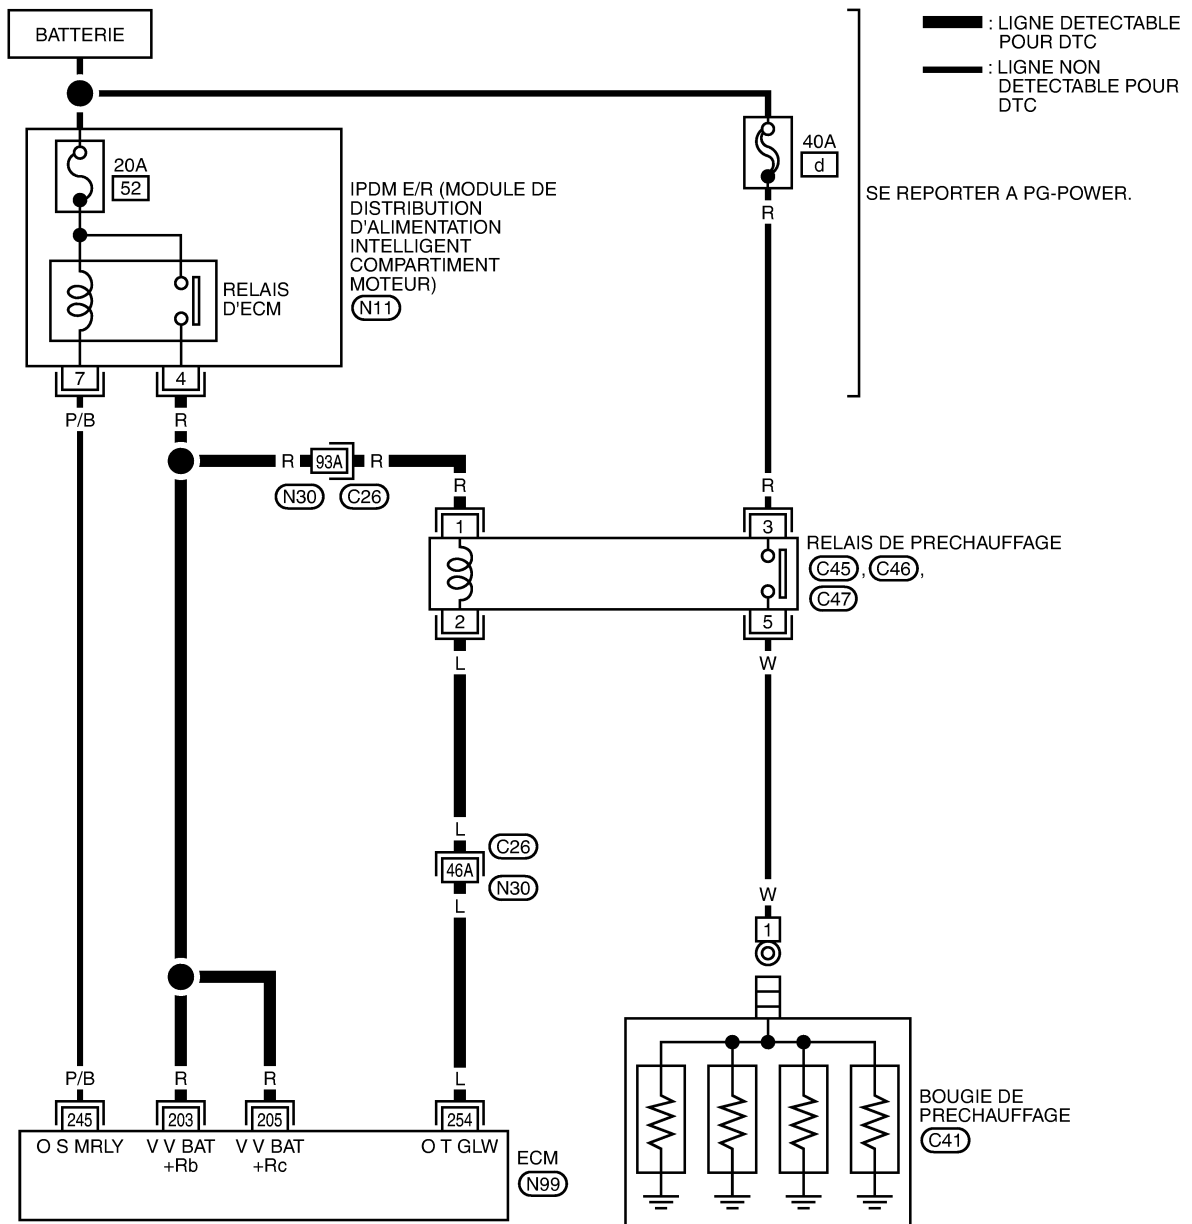 BATTERIE
: LIGNE DETECTABLE
POUR DTC
: LIGNE NON
DETECTABLE POUR
DTC
20A
52
40A
d
IPDM E/R (MODULE DE
DISTRIBUTION
D'ALIMENTATION
INTELLIGENT
COMPARTIMENT
MOTEUR)
N11
SE REPORTER A PG-POWER.
R
RELAIS
D'ECM
7
4
P/B
R
R
93A
R
N30
C26
R
R
1
3
RELAIS DE PRECHAUFFAGE
C45, C46,
C47
2
5
L
W
L
C26
46A
N30
L
W
1
P/B
R
R
L
245
203
205
254
O S MRLY
V V BAT
+Rb
V V BAT
+Rc
O T GLW
ECM
N99
BOUGIE DE
PRECHAUFFAGE
C41